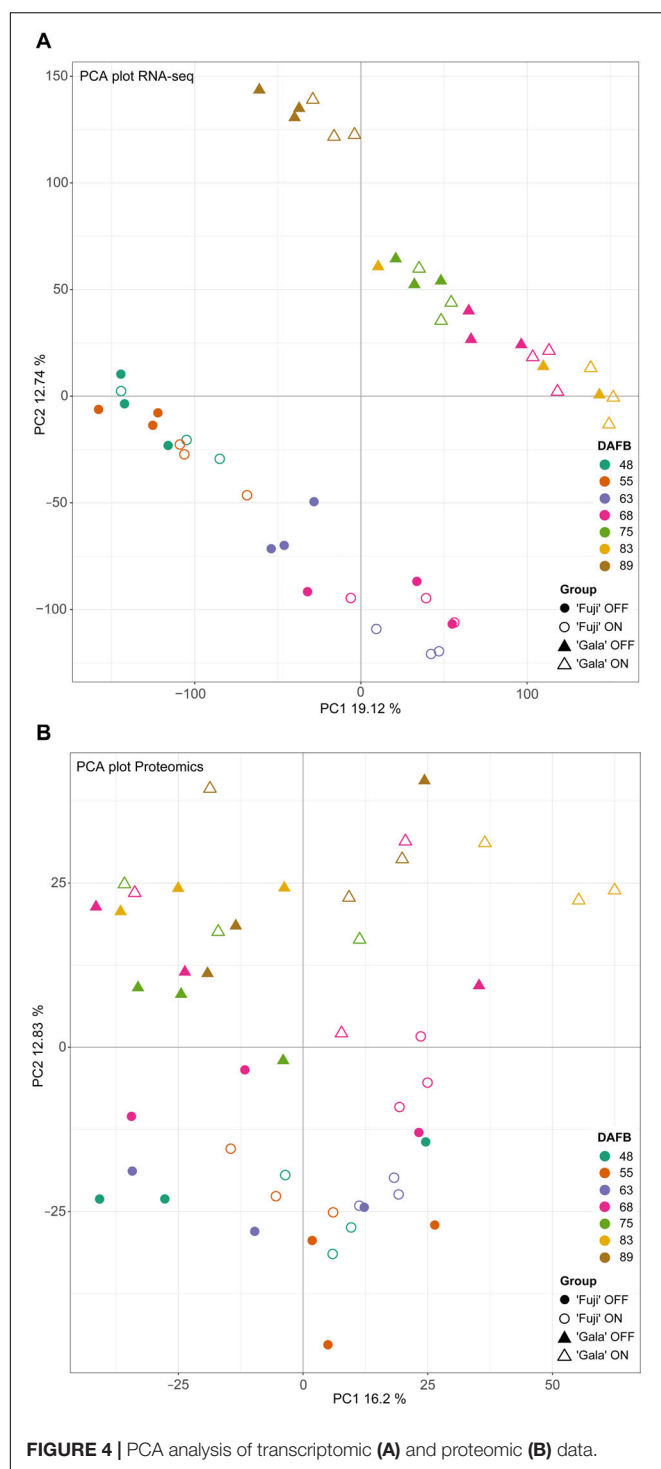 A
PCA plot RNA-seq
150
100
50
0
−50
−100
PC2 12.74 %
−100
0
100
PC1 19.12 %
DAFB
48
55
63
68
75
83
89
Group
'Fuji' OFF
'Fuji' ON
'Gala' OFF
'Gala' ON
B
PCA plot Proteomics
25
0
−25
PC2 12.83 %
−25
0
25
50
PC1 16.2 %
DAFB
48
55
63
68
75
83
89
Group
'Fuji' OFF
'Fuji' ON
'Gala' OFF
'Gala' ON
FIGURE 4 | PCA analysis of transcriptomic (A) and proteomic (B) data.